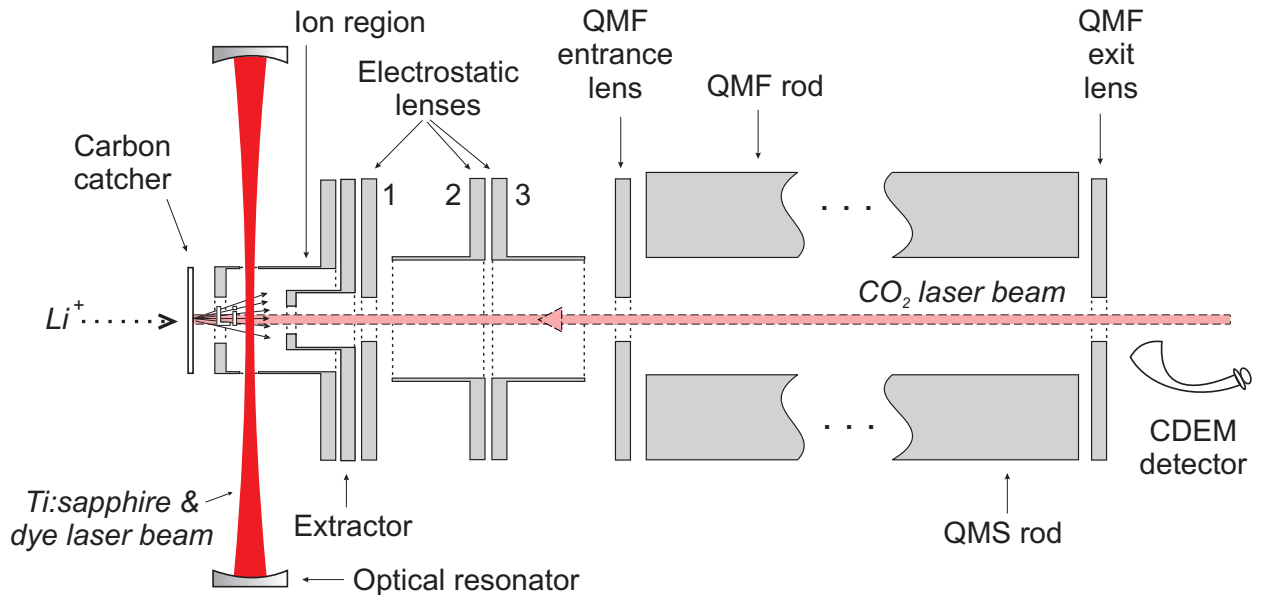 Ion region
QMF
entrance
lens
QMF
exit
lens
Electrostatic
lenses
QMF rod
Carbon
catcher
1
2
3
. . .
CO2 laser beam
Li+
. . .
CDEM
detector
Ti:sapphire &
dye laser beam
Extractor
QMS rod
Optical resonator